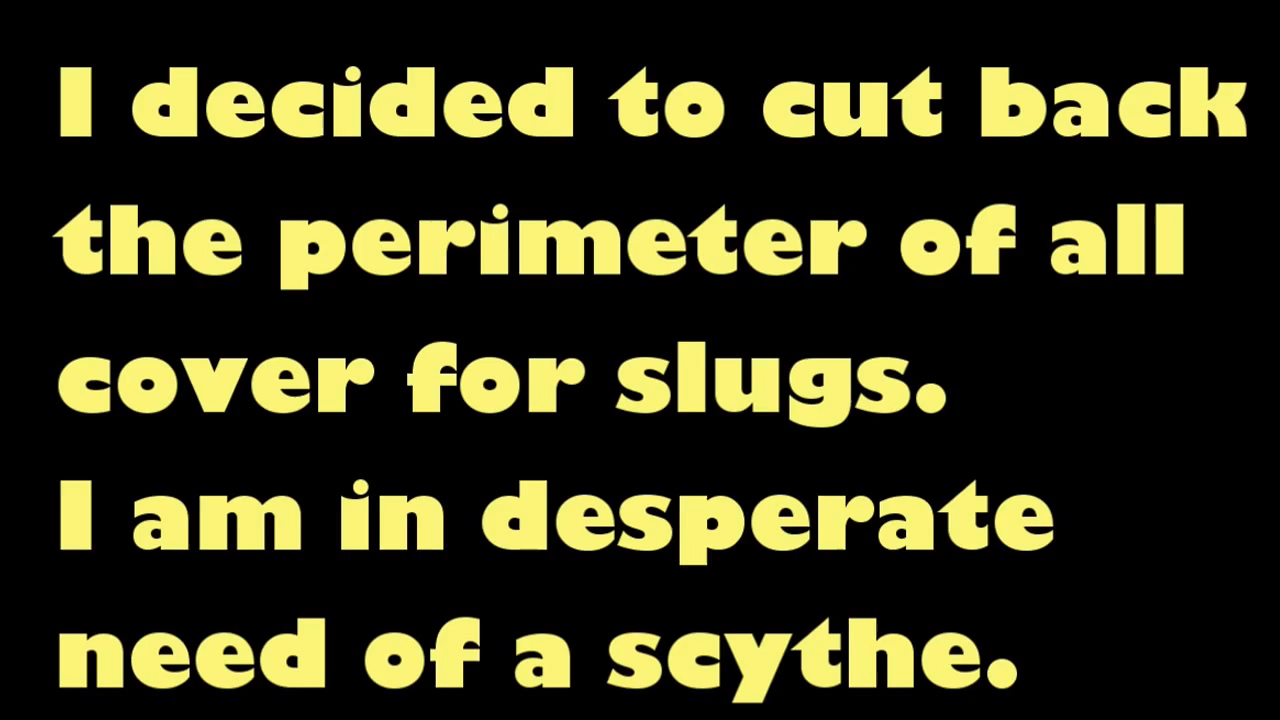 I decided to cut back
the perimeter of all
cover for slugs.
I am in desperate
need of a scythe.